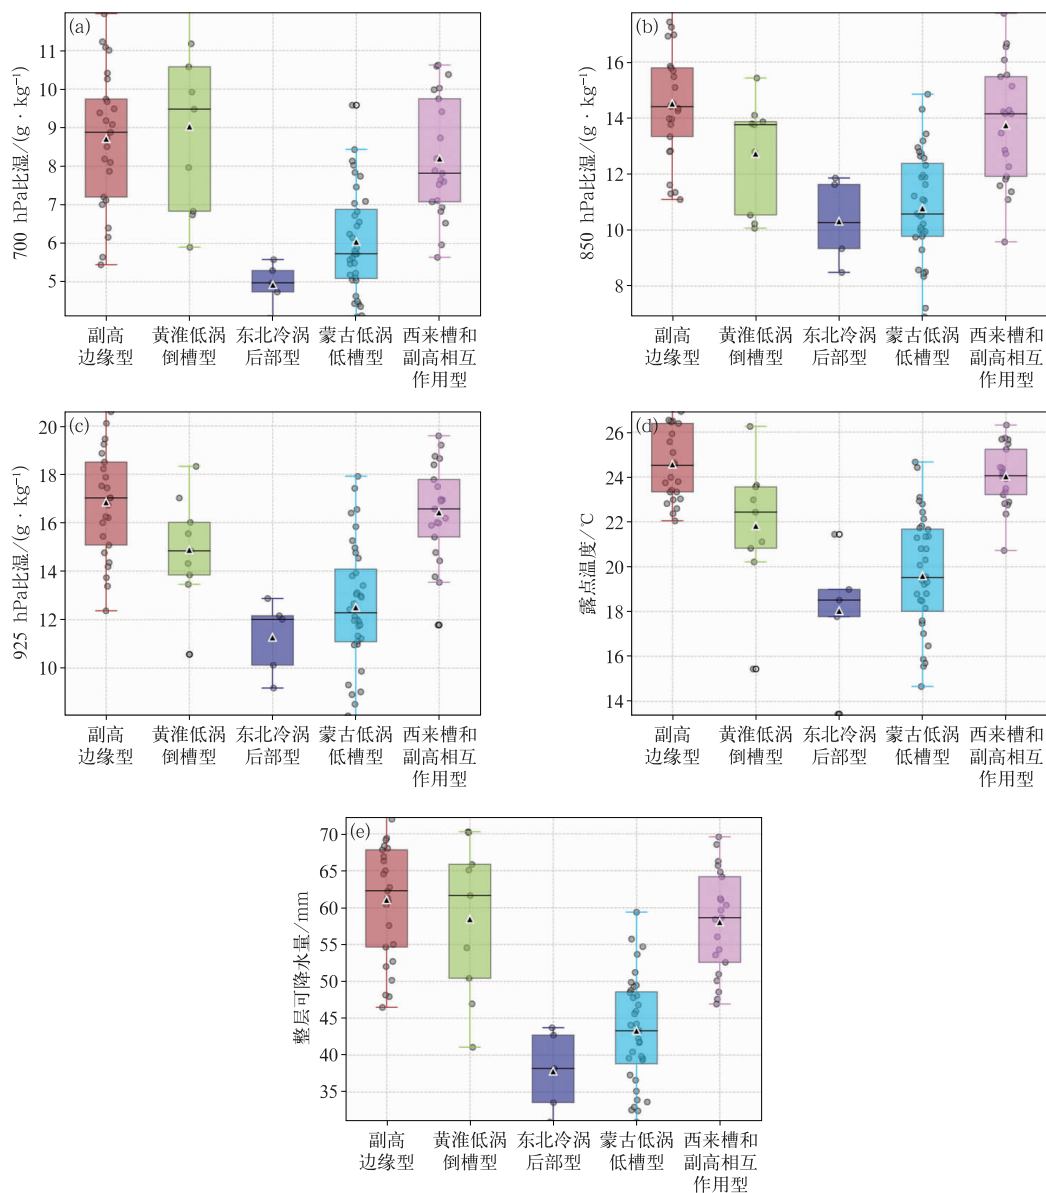 (a)
11
10
9
8
7
6
5
700 hPa比湿/(g · kg⁻¹)
副高
边缘型
黄淮低涡
倒槽型
东北冷涡
后部型
蒙古低涡
低槽型
西来槽和
副高相互
作用型
(b)
16
14
12
10
8
850 hPa比湿/(g · kg⁻¹)
副高
边缘型
黄淮低涡
倒槽型
东北冷涡
后部型
蒙古低涡
低槽型
西来槽和
副高相互
作用型
(c)
20
18
16
14
12
10
925 hPa比湿/(g · kg⁻¹)
副高
边缘型
黄淮低涡
倒槽型
东北冷涡
后部型
蒙古低涡
低槽型
西来槽和
副高相互
作用型
(d)
26
24
22
20
18
16
14
露点温度/℃
副高
边缘型
黄淮低涡
倒槽型
东北冷涡
后部型
蒙古低涡
低槽型
西来槽和
副高相互
作用型
(e)
70
65
60
55
50
45
40
35
整层可降水量/mm
副高
边缘型
黄淮低涡
倒槽型
东北冷涡
后部型
蒙古低涡
低槽型
西来槽和
副高相互
作用型